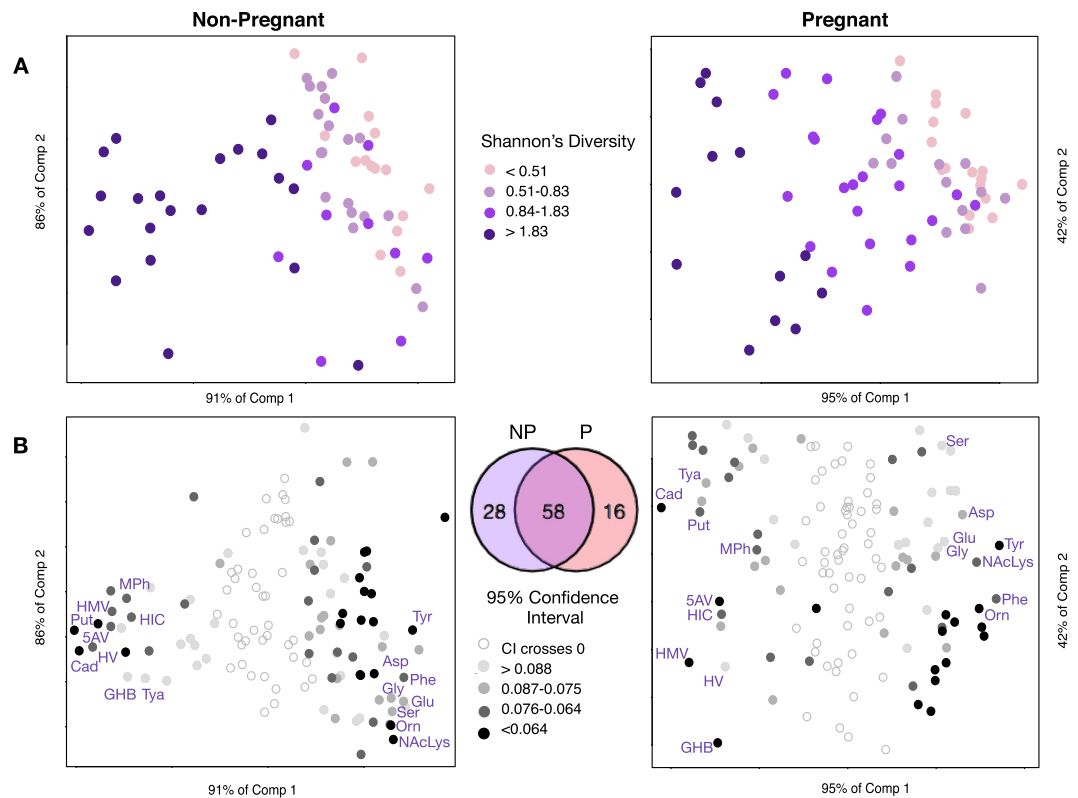 Non-Pregnant
Pregnant
A
86% of Comp 2
91% of Comp 1
Shannon's Diversity
< 0.51
0.51-0.83
0.84-1.83
> 1.83
42% of Comp 2
95% of Comp 1
B
86% of Comp 2
MPh
HMV
HIC
Put
5AV
HV
Cad
GHB Tya
Tyr
Asp
Phe
Gly
Glu
Ser
Orn
NAcLys
91% of Comp 1
NP P
28 58 16
95% Confidence
Interval
CI crosses 0
> 0.088
0.087-0.075
0.076-0.064
<0.064
Ser
Tya
Cad
Put
Asp
MPh
Glu
Gly
Tyr
NAcLys
5AV
HIC
Phe
Orn
HMV
HV
GHB
42% of Comp 2
95% of Comp 1